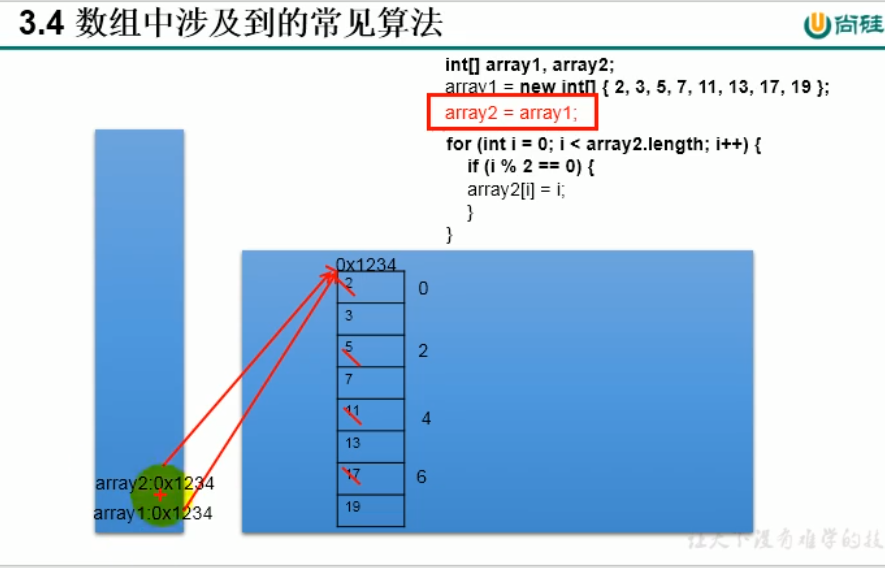 3.4 数组中涉及到的常见算法
尚硅
int[] array1, array2;
array1 = new int[] { 2, 3, 5, 7, 11, 13, 17, 19 };
array2 = array1;
for (int i = 0; i < array2.length; i++) {
if (i % 2 == 0) {
array2[i] = i;
}
}
0x1234
2 0
3
5 2
7
11 4
13
17 6
19
array2:0x1234
array1:0x1234
让天下没有难学的技